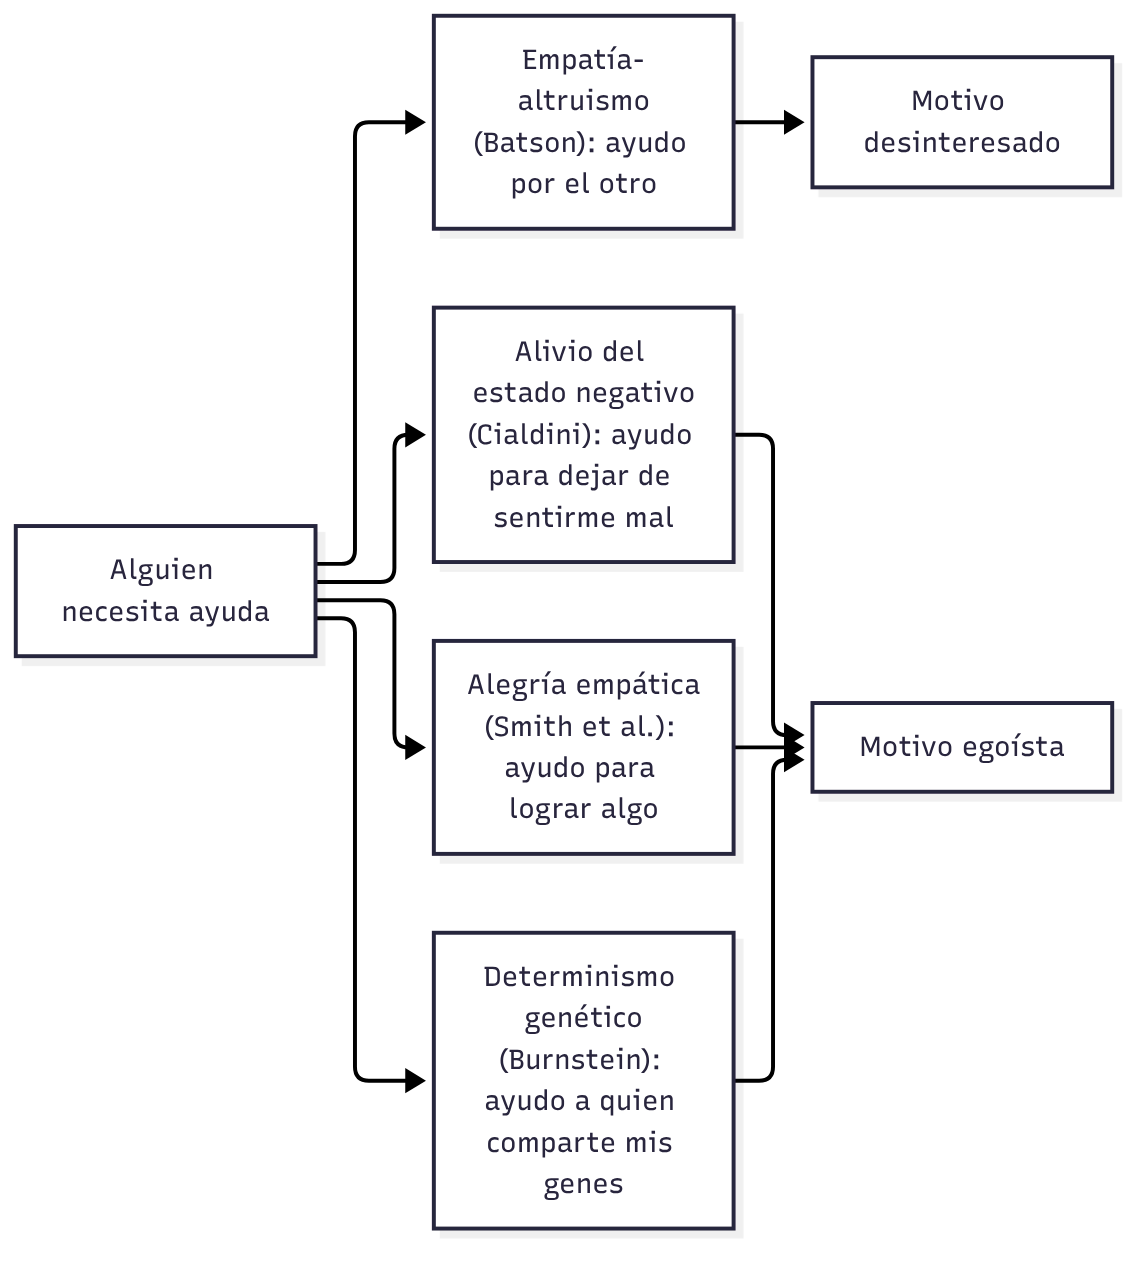 Empatía-
altruismo
(Batson): ayudo
por el otro
Motivo
desinteresado
Alivio del
estado negativo
(Cialdini): ayudo
para dejar de
sentirme mal
Alguien
necesita ayuda
Alegría empática
(Smith et al.):
ayudo para
lograr algo
Motivo egoísta
Determinismo
genético
(Burnstein):
ayudo a quien
comparte mis
genes